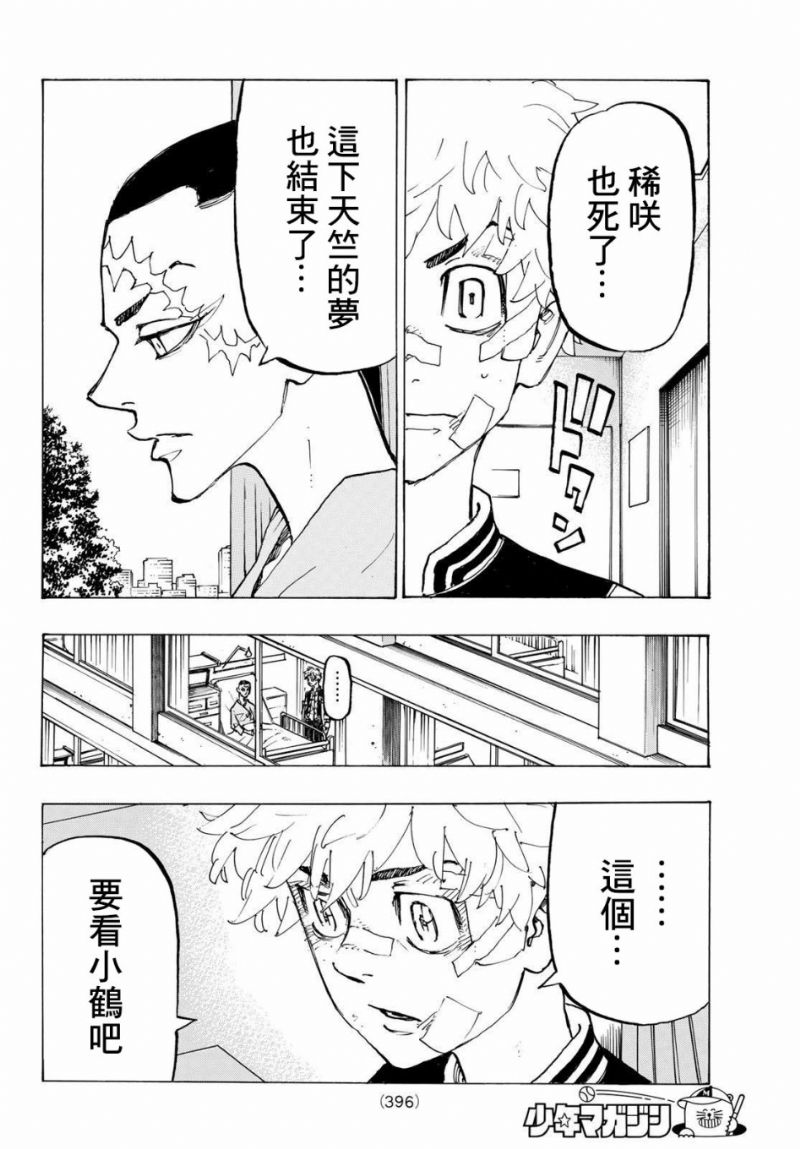 稀咲
也死了…
ドクン
這下天竺的夢
也結束了…
……
……
這個…
要看小鶴吧
(396)
少年マガジン